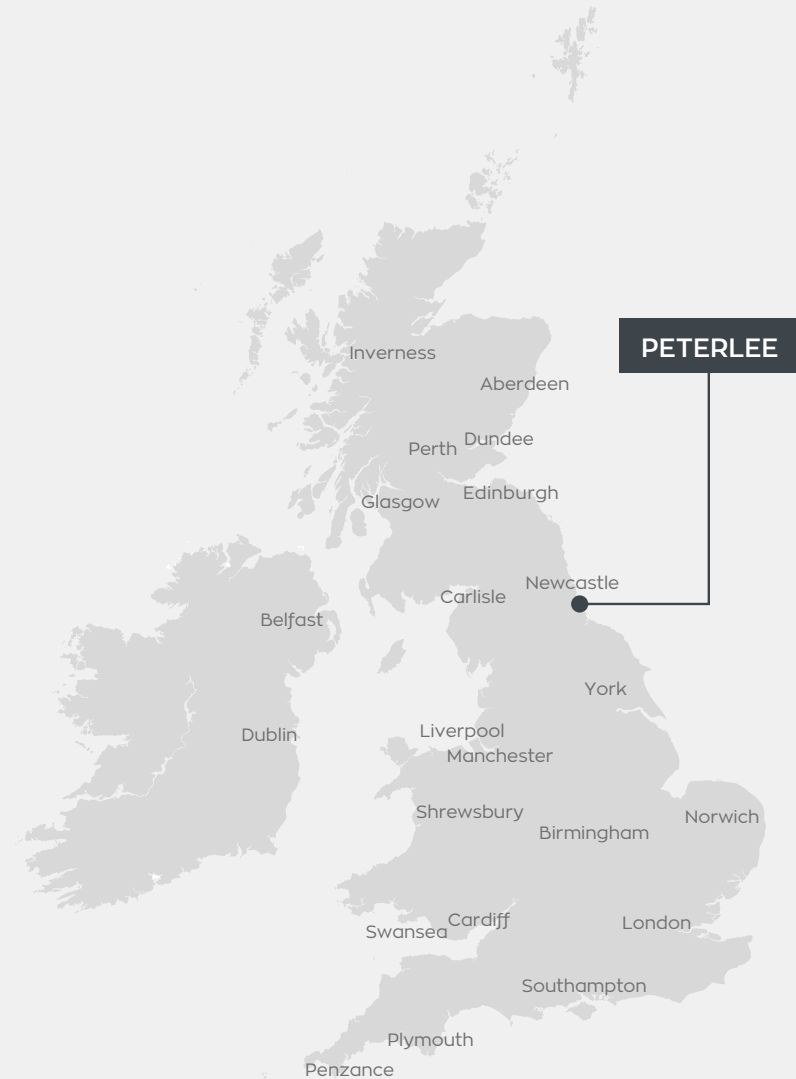 PETERLEE
Inverness
Aberdeen
Dundee
Perth
Edinburgh
Glasgow
Newcastle
Carlisle
Belfast
York
Liverpool
Dublin
Manchester
Shrewsbury
Norwich
Birmingham
Cardiff
London
Swansea
Southampton
Plymouth
Penzance